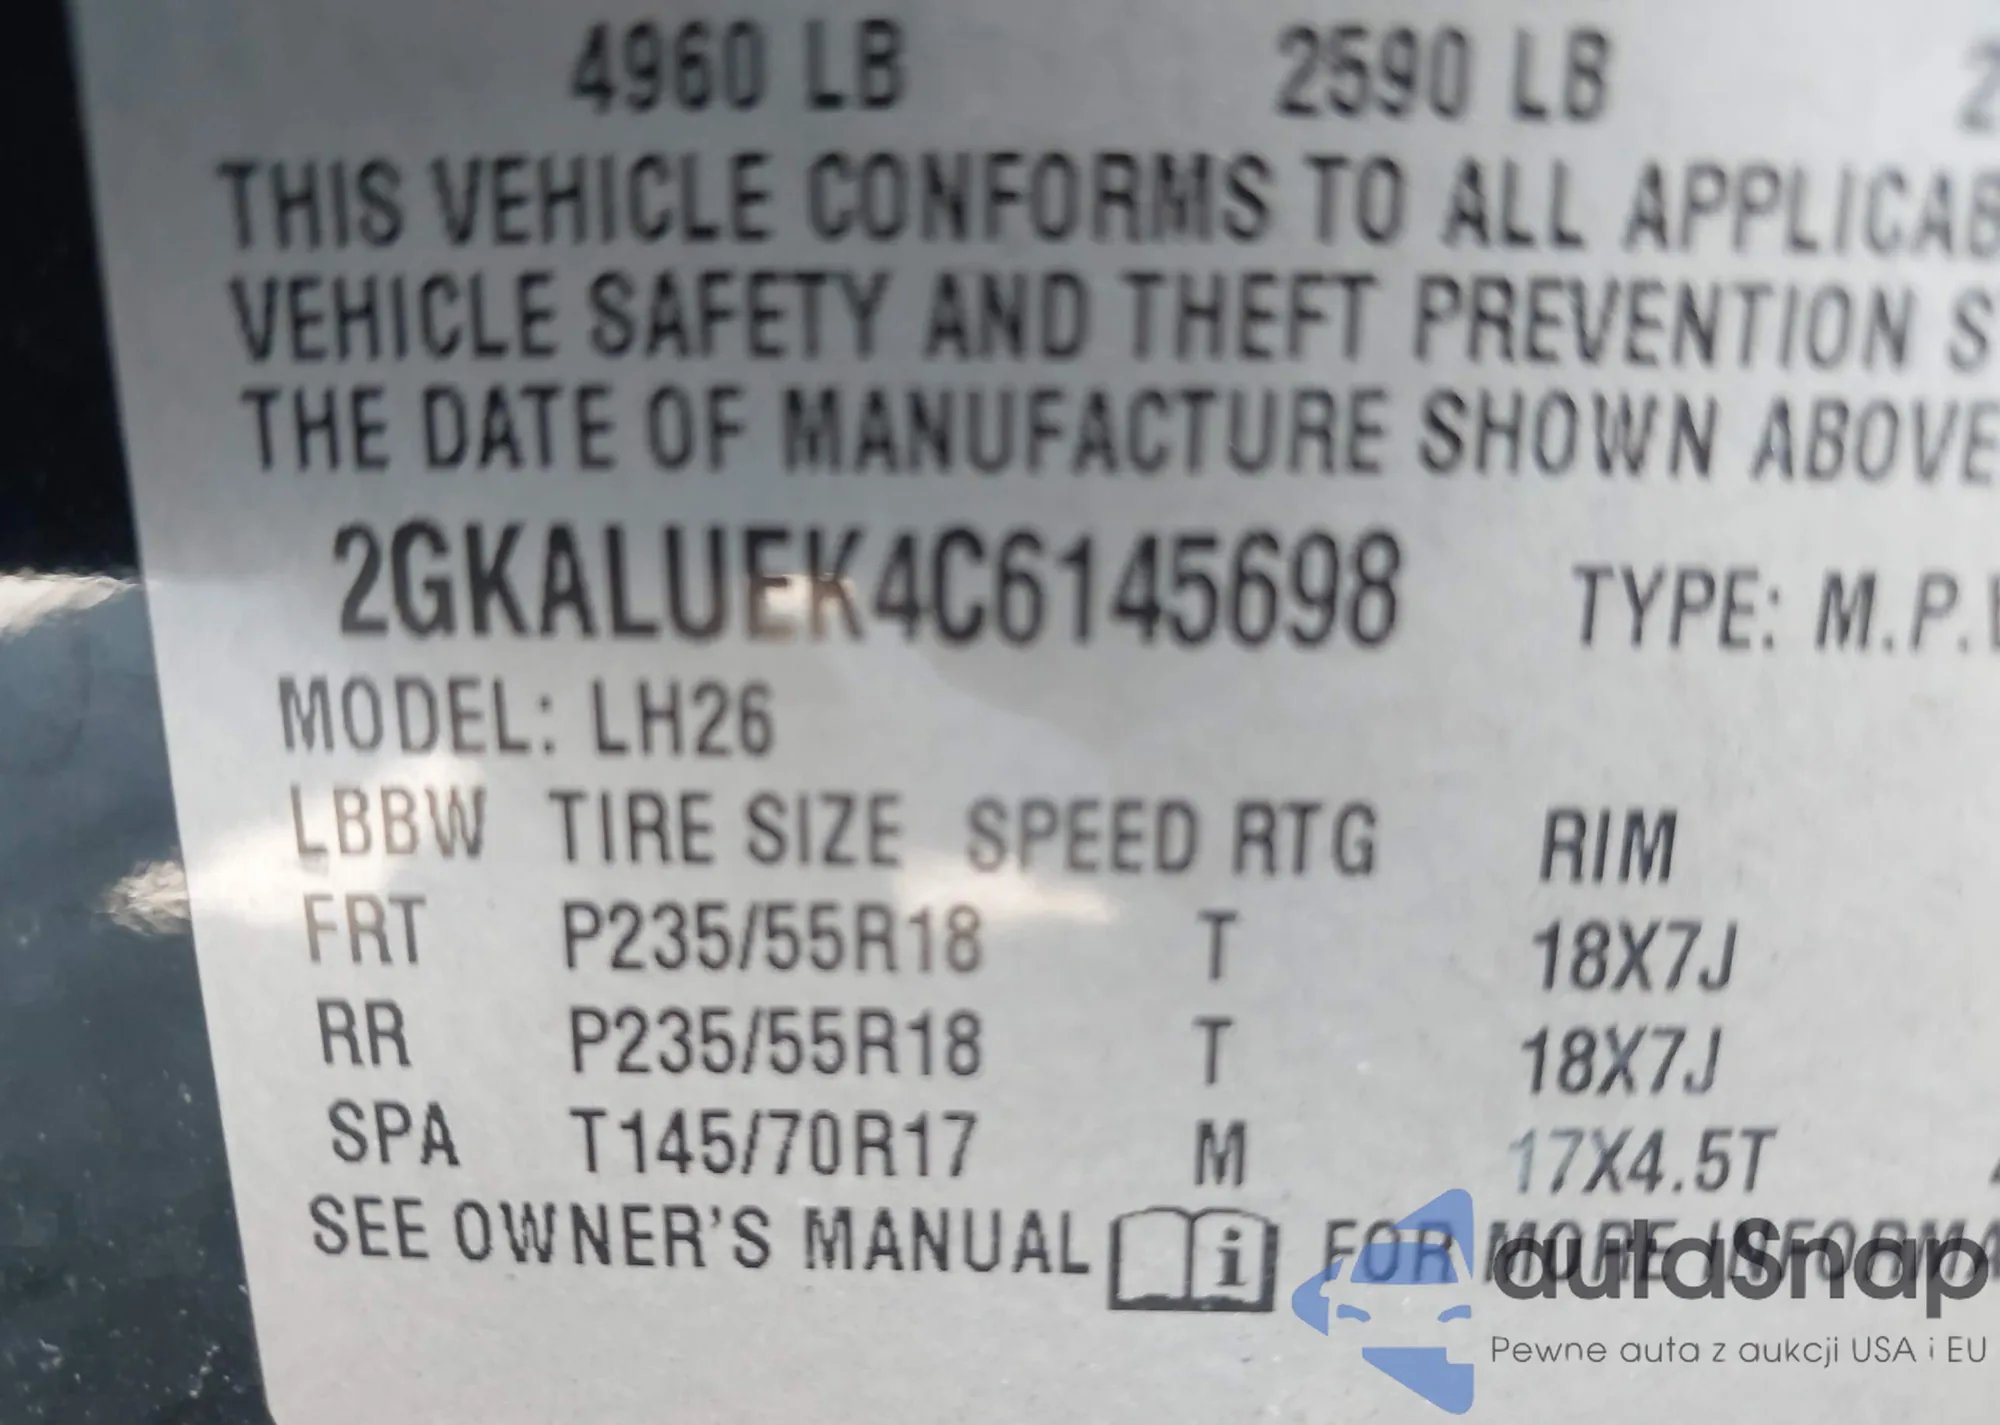 4960 LB 2590 LB
THIS VEHICLE CONFORMS TO ALL
VEHICLE SAFETY AND THEFT PREVENTION S
THE DATE OF MANUFACTURE SHOWN ABOVE
2GKALUEK4C6145698 TYPE: M.P.V
MODEL: LH26
LBBW TIRE SIZE SPEED RTG RIM
FRT P235/55R18 T 18X7J
RR P235/55R18 T 18X7J
SPA T145/70R17 M 17X4.5T
SEE OWNER'S MANUAL i FOR MORE
autaSnap
Pewne auta z aukcji USA i EU